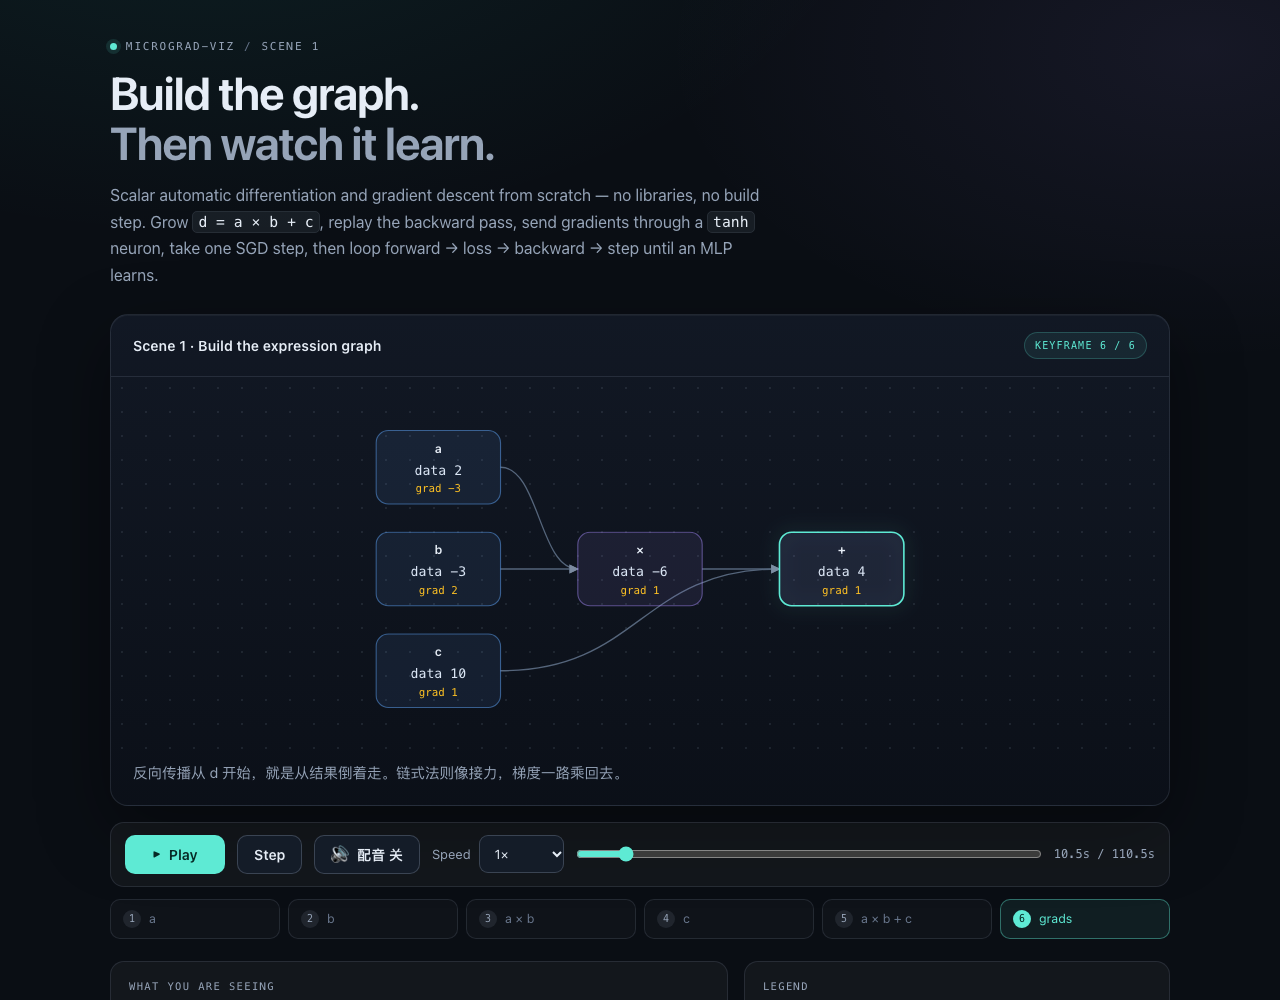 MICROGRAD-VIZ / SCENE 1
Build the graph.
Then watch it learn.
Scalar automatic differentiation and gradient descent from scratch — no libraries, no build
step. Grow d = a × b + c, replay the backward pass, send gradients through a tanh
neuron, take one SGD step, then loop forward → loss → backward → step until an MLP
learns.
Scene 1 · Build the expression graph
KEYFRAME 6 / 6
a
data 2
grad −3
b
data −3
grad 2
×
data −6
grad 1
+
data 4
grad 1
c
data 10
grad 1
反向传播从 d 开始，就是从结果倒着走。链式法则像接力，梯度一路乘回去。
Play
Step
🔊 配音 关
Speed
1×
10.5s / 110.5s
1 a
2 b
3 a × b
4 c
5 a × b + c
6 grads
WHAT YOU ARE SEEING
LEGEND